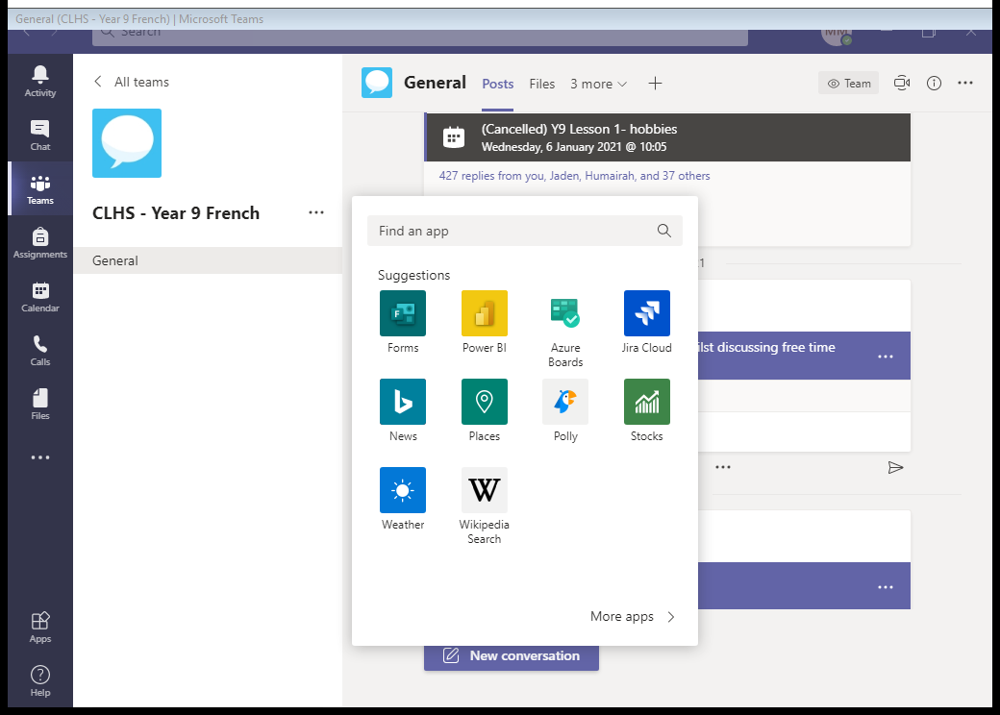 General (CLHS - Year 9 French) | Microsoft Teams
Search
MM
Activity
Chat
Teams
Assignments
Calendar
Calls
Files
Apps
Help
All teams
CLHS - Year 9 French
General
General
Posts
Files
3 more
Team
(Cancelled) Y9 Lesson 1- hobbies
Wednesday, 6 January 2021 @ 10:05
427 replies from you, Jaden, Humairah, and 37 others
1
ilst discussing free time
Find an app
Suggestions
F
Forms
Power BI
Azure
Boards
Jira Cloud
News
Places
Polly
Stocks
W
Weather
Wikipedia
Search
More apps
New conversation